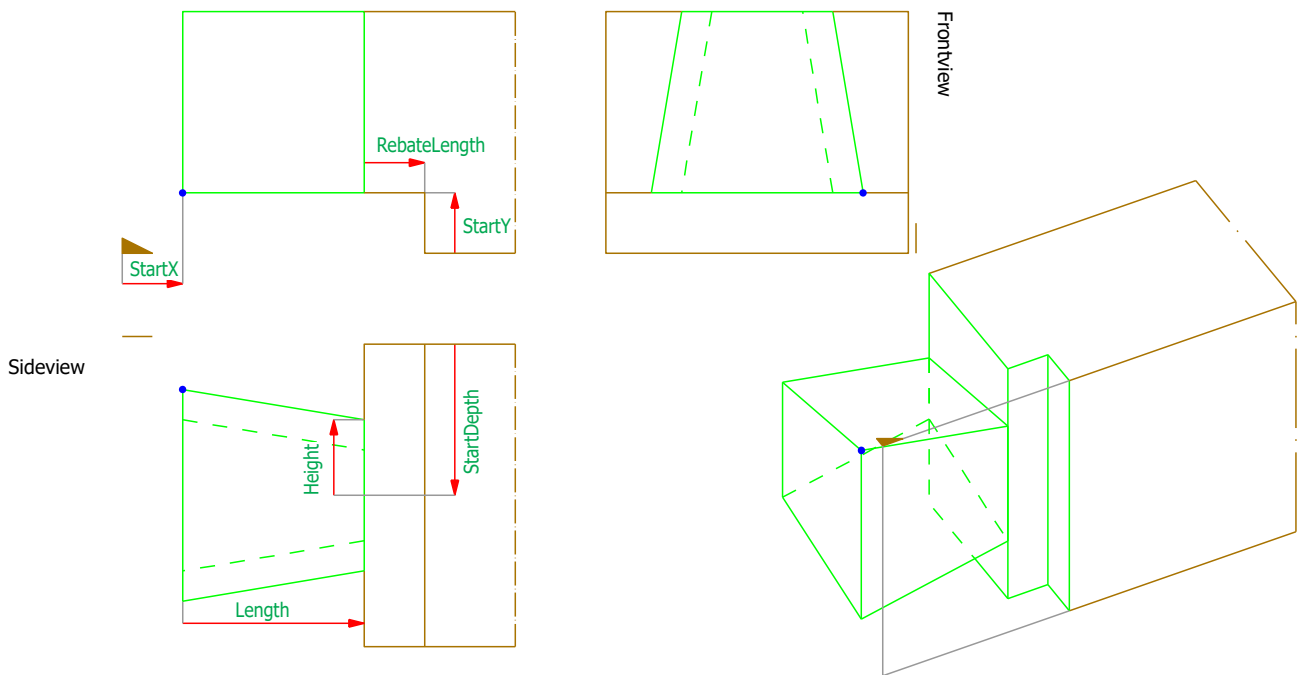 Frontview
RebateLength
StartY
StartX
Sideview
StartDepth
Height
Length